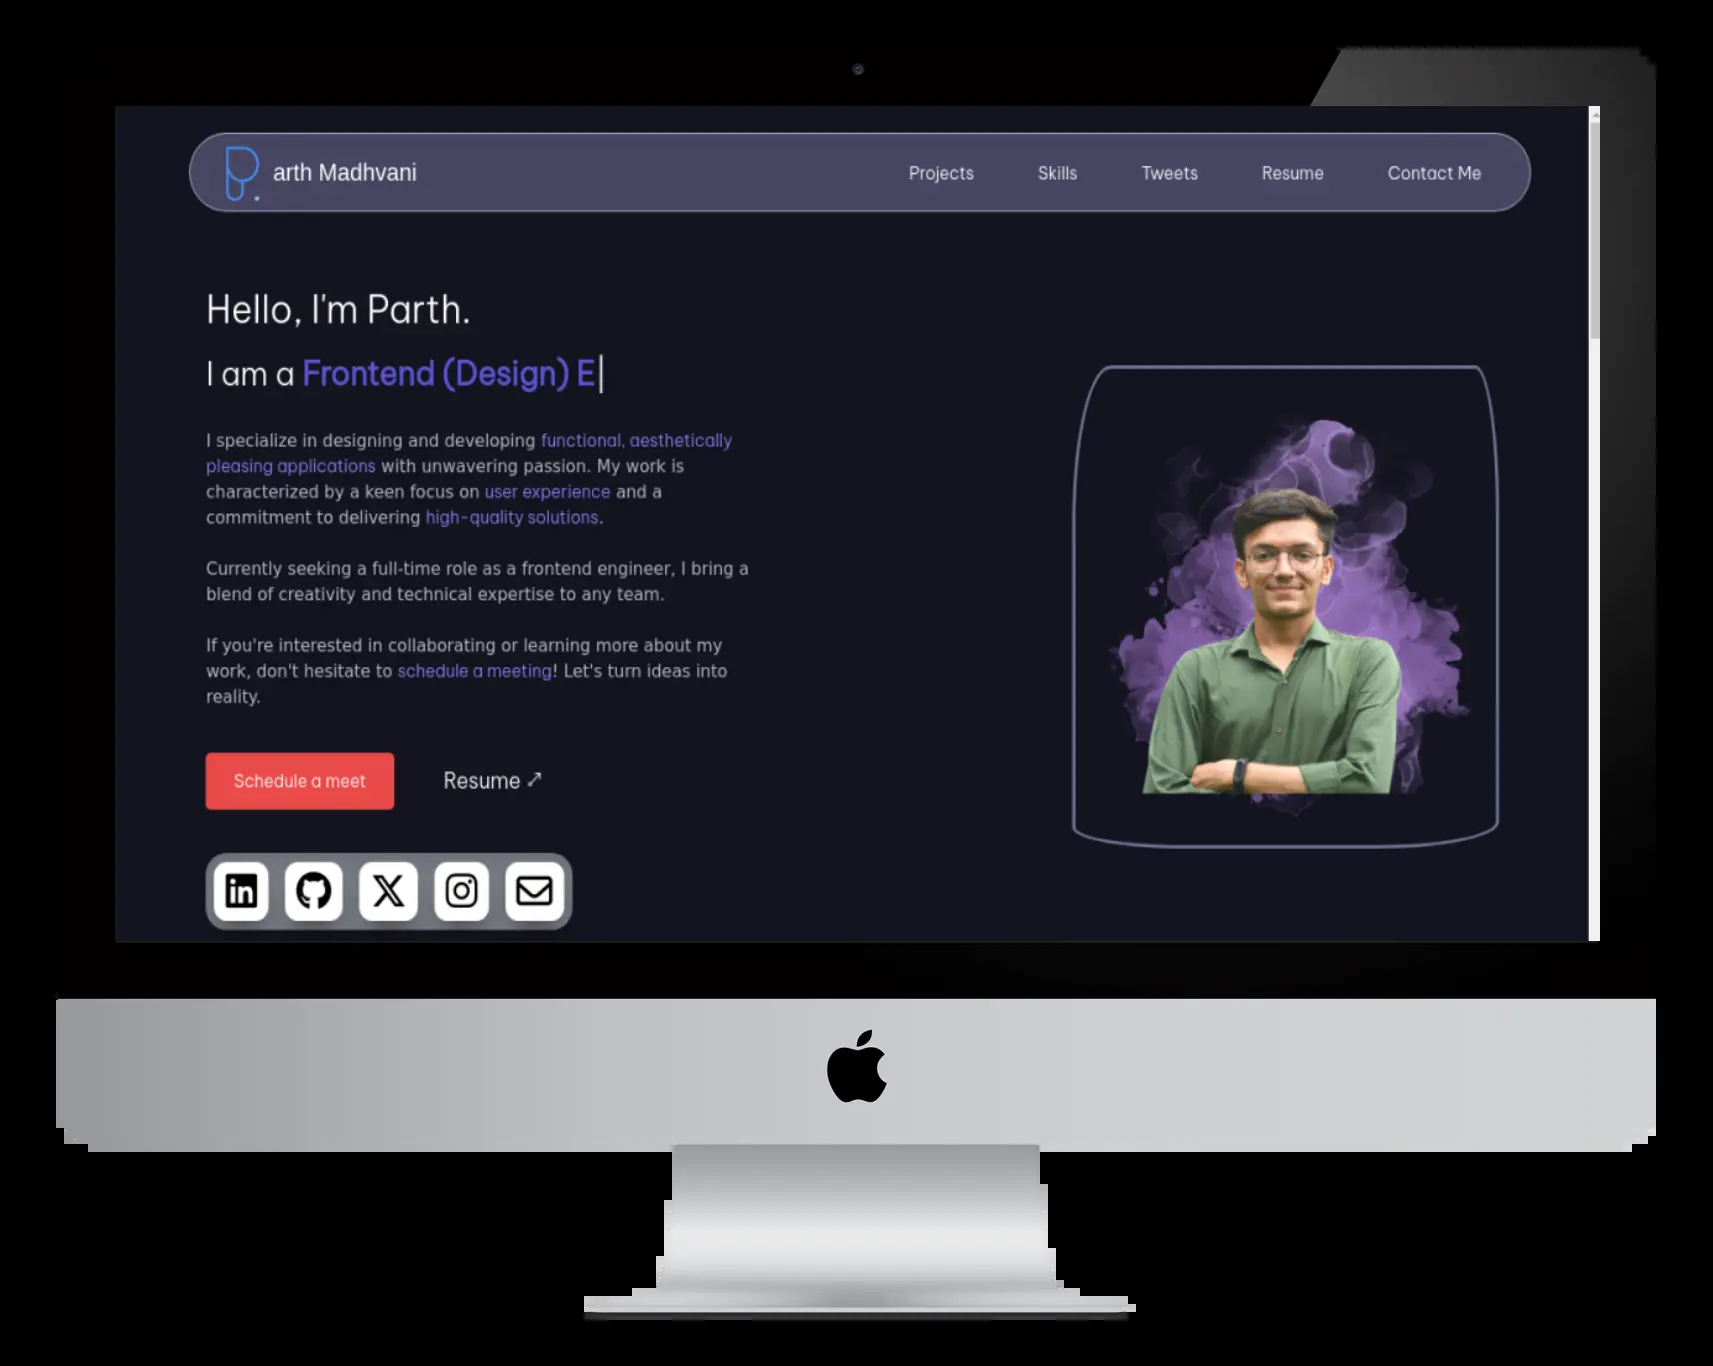 Parth Madhvani
Projects Skills Tweets Resume Contact Me
Hello, I'm Parth.
I am a Frontend (Design) E
I specialize in designing and developing functional, aesthetically
pleasing applications with unwavering passion. My work is
characterized by a keen focus on user experience and a
commitment to delivering high-quality solutions.
Currently seeking a full-time role as a frontend engineer, I bring a
blend of creativity and technical expertise to any team.
If you're interested in collaborating or learning more about my
work, don't hesitate to schedule a meeting! Let's turn ideas into
reality.
Schedule a meet Resume
in X